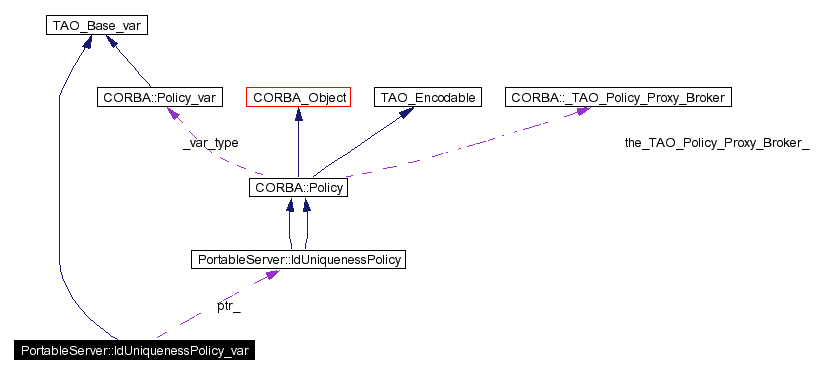 TAO_Base_var
CORBA::Policy_var
CORBA_Object
TAO_Encodable
CORBA::_TAO_Policy_Proxy_Broker
_var_type
the_TAO_Policy_Proxy_Broker_
CORBA::Policy
PortableServer::IdUniquenessPolicy
ptr_
PortableServer::IdUniquenessPolicy_var